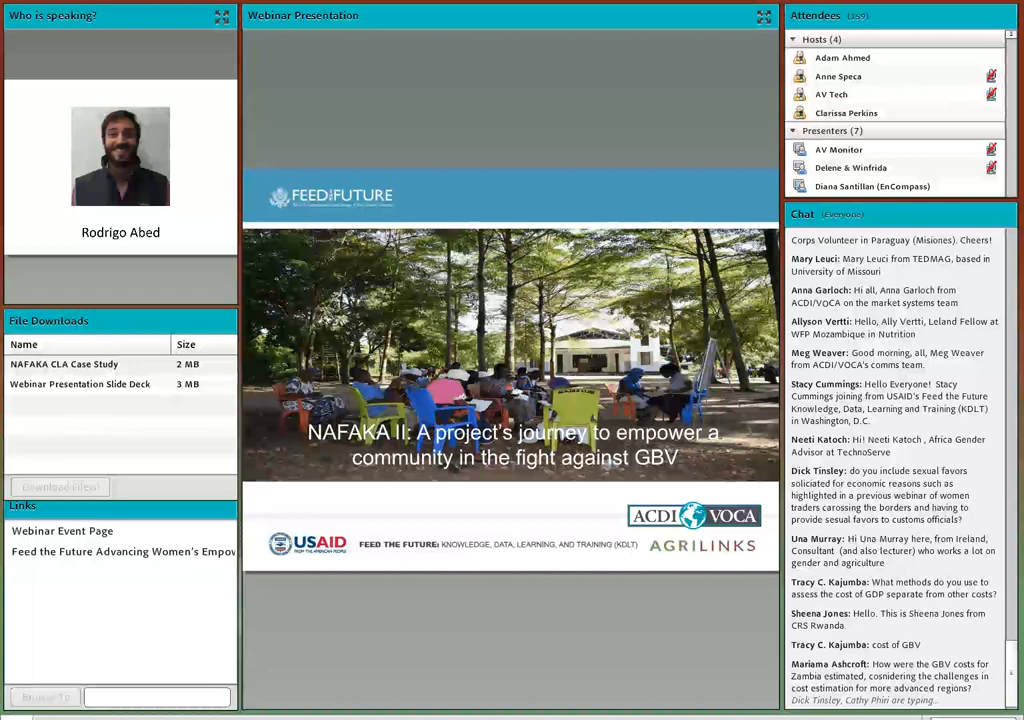 Who is speaking?
Rodrigo Abed
File Downloads
Name Size
NAFAKA CLA Case Study 2 MB
Webinar Presentation Slide Deck 3 MB
Download File(s)
Links
Webinar Event Page
Feed the Future Advancing Women's Empow
Browse To
Webinar Presentation
FEED THE FUTURE
NAFAKA II: A project's journey to empower a
community in the fight against GBV
ACDI VOCA
USAID
FROM THE AMERICAN PEOPLE
FEED THE FUTURE: KNOWLEDGE, DATA, LEARNING, AND TRAINING (KDLT)
AGRILINKS
Attendees (159)
Hosts (4)
Adam Ahmed
Anne Speca
AV Tech
Clarissa Perkins
Presenters (7)
AV Monitor
Delene & Winfrida
Diana Santillan (EnCompass)
Chat (Everyone)
Corps Volunteer in Paraguay (Misiones). Cheers!
Mary Leuci: Mary Leuci from TEDMAG, based in
University of Missouri
Anna Garloch: Hi all, Anna Garloch from
ACDI/VOCA on the market systems team
Allyson Vertti: Hello, Ally Vertti, Leland Fellow at
WFP Mozambique in Nutrition
Meg Weaver: Good morning, all, Meg Weaver
from ACDI/VOCA's comms team.
Stacy Cummings: Hello Everyone! Stacy
Cummings joining from USAID's Feed the Future
Knowledge, Data, Learning and Training (KDLT)
in Washington, D.C.
Neeti Katoch: Hi! Neeti Katoch , Africa Gender
Advisor at TechnoServe
Dick Tinsley: do you include sexual favors
soliciated for economic reasons such as
highlighted in a previous webinar of women
traders carossing the borders and having to
provide sexual favors to customs officials?
Una Murray: Hi Una Murray here, from Ireland,
Consultant (and also lecturer) who works a lot on
gender and agriculture
Tracy C. Kajumba: What methods do you use to
assess the cost of GDP separate from other costs?
Sheena Jones: Hello. This is Sheena Jones from
CRS Rwanda.
Tracy C. Kajumba: cost of GBV
Mariama Ashcroft: How were the GBV costs for
Zambia estimated, cosnidering the challenges in
cost estimation for more advanced regions?
Dick Tinsley, Cathy Phiri are typing...